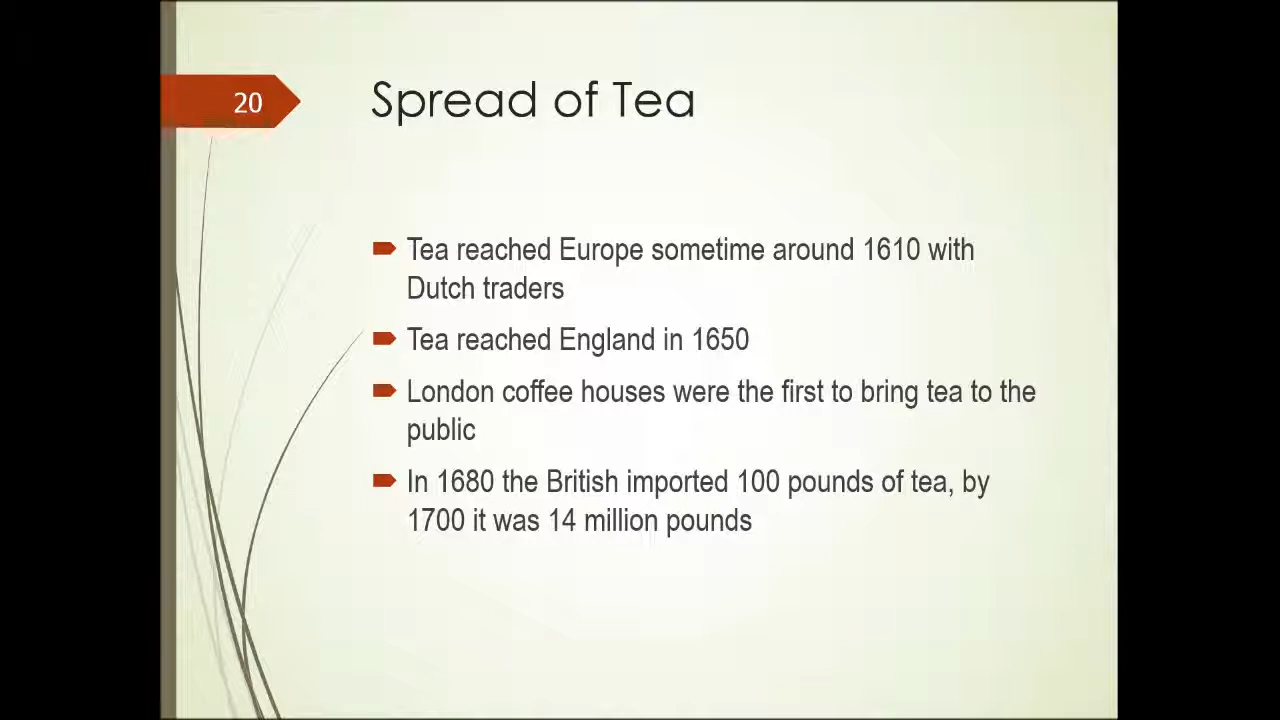 20
Spread of Tea
Tea reached Europe sometime around 1610 with
Dutch traders
Tea reached England in 1650
London coffee houses were the first to bring tea to the
public
In 1680 the British imported 100 pounds of tea, by
1700 it was 14 million pounds